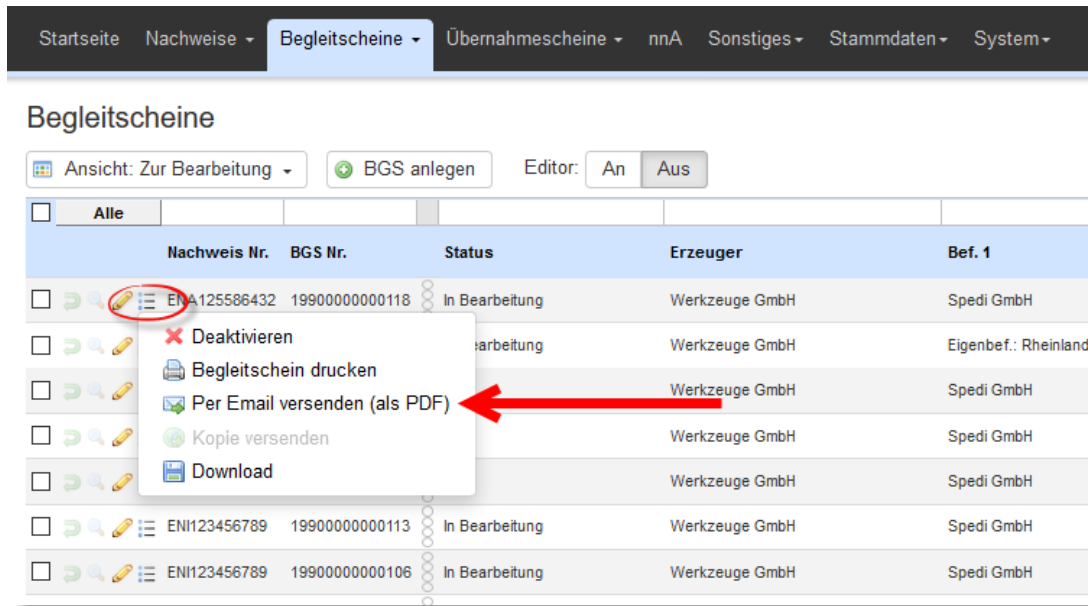 Startseite Nachweise Begleitscheine Übernahmescheine nnA Sonstiges Stammdaten System
Begleitscheine
Ansicht: Zur Bearbeitung BGS anlegen Editor: An Aus
Alle
Nachweis Nr. BGS Nr. Status Erzeuger Bef. 1
ENA125586432 19900000000118 In Bearbeitung Werkzeuge GmbH Spedi GmbH
Deaktivieren
earbeitung Werkzeuge GmbH Eigenbef.: Rheinland
Begleitschein drucken
Werkzeuge GmbH Spedi GmbH
Per Email versenden (als PDF)
Kopie versenden Werkzeuge GmbH Spedi GmbH
Download Werkzeuge GmbH Spedi GmbH
ENI123456789 19900000000113 In Bearbeitung Werkzeuge GmbH Spedi GmbH
ENI123456789 19900000000106 In Bearbeitung Werkzeuge GmbH Spedi GmbH